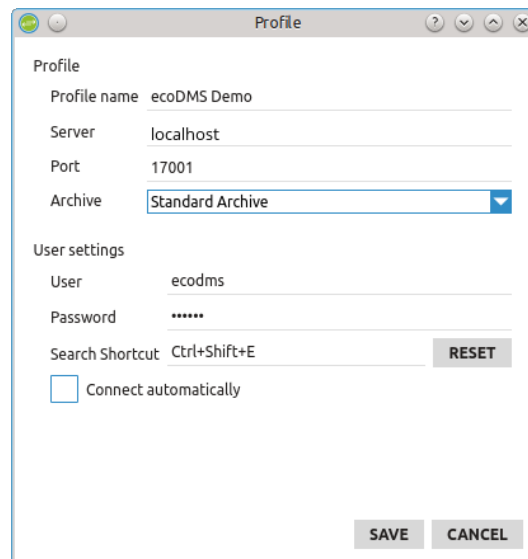 Profile
Profile
Profile name ecoDMS Demo
Server localhost
Port 17001
Archive Standard Archive
User settings
User ecodms
Password ••••••
Search Shortcut Ctrl+Shift+E RESET
Connect automatically
SAVE CANCEL